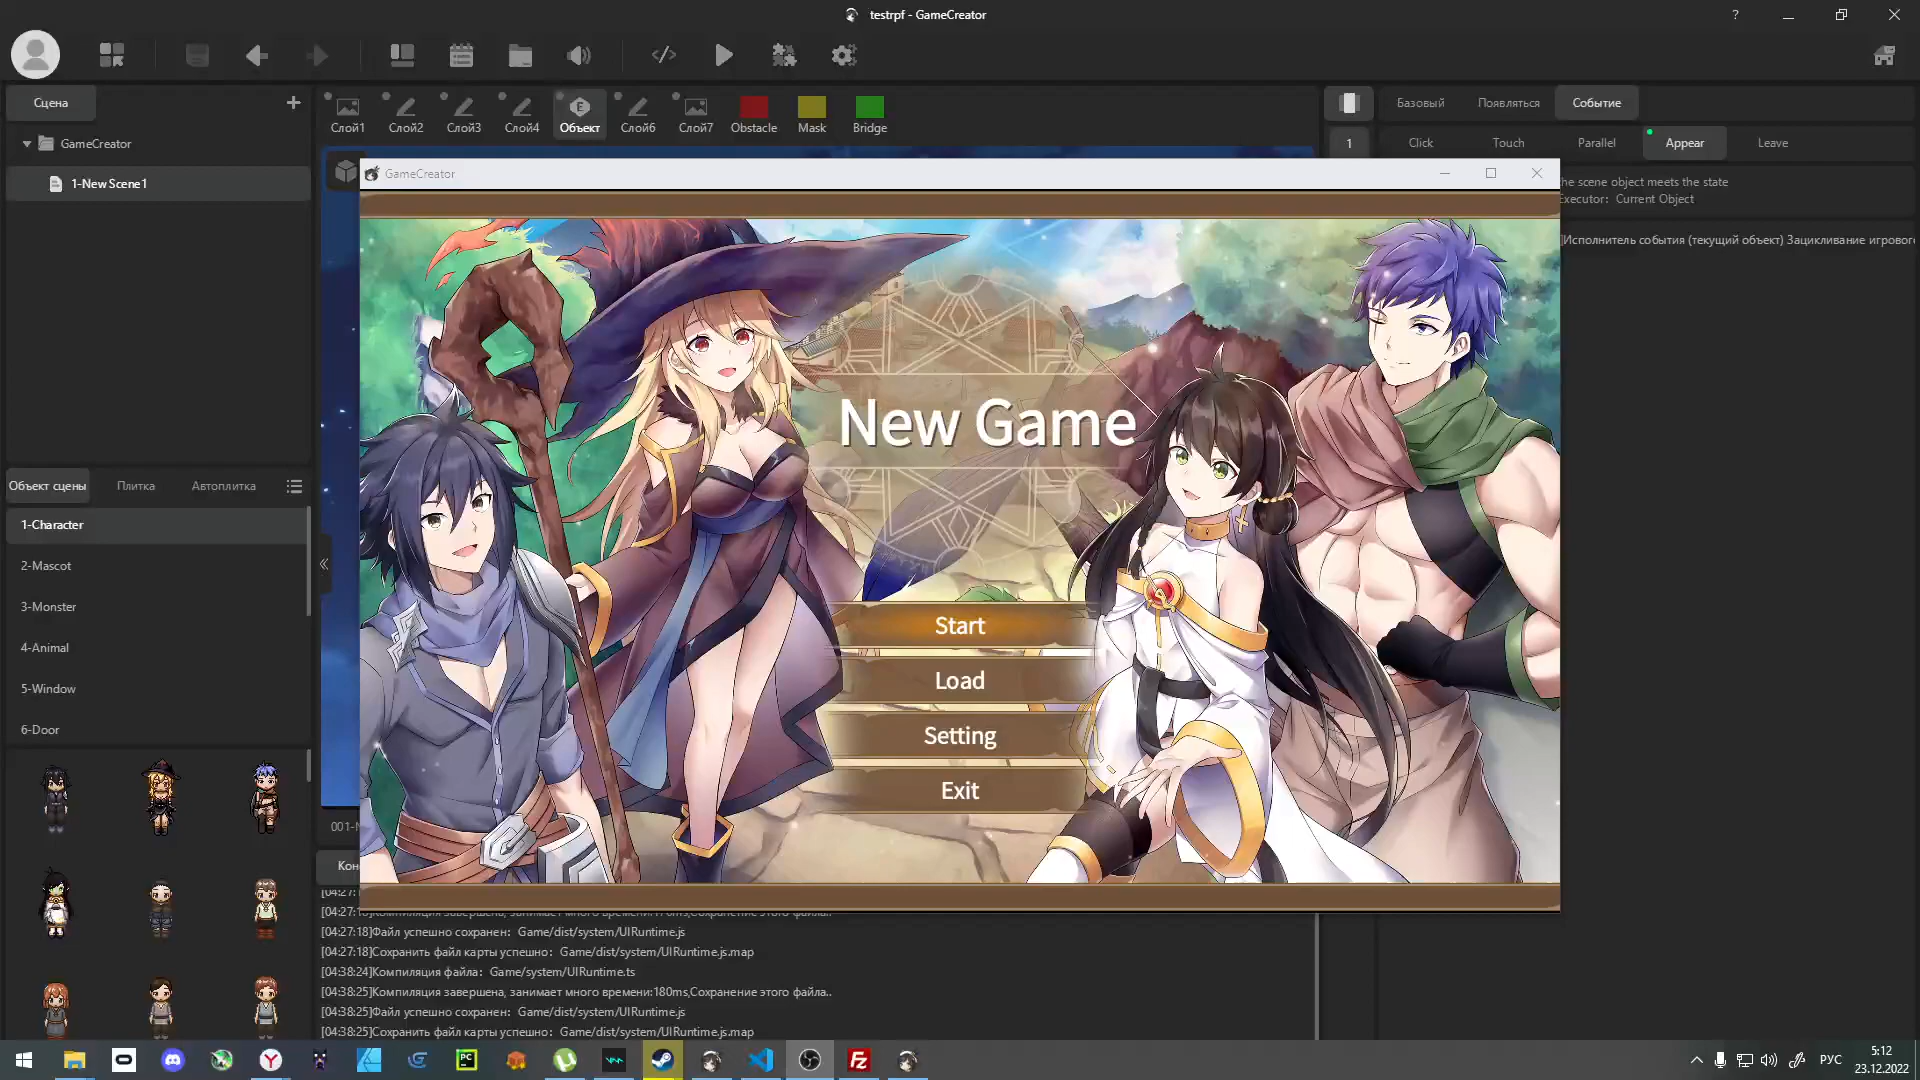 testrpf - GameCreator
?
Сцена
+
GameCreator
1-New Scene1
Слой1
Слой2
Слой3
Слой4
E
Объект
Слой6
Слой7
Obstacle
Mask
Bridge
Базовый
Появляться
Событие
1
Click
Touch
Parallel
Appear
Leave
he scene object meets the state
Executor: Current Object
]Исполнитель события (текущий объект) Зацикливание игровог
GameCreator
New Game
Start
Load
Setting
Exit
Объект сцены
Плитка
Автоплитка
1-Character
2-Mascot
3-Monster
4-Animal
5-Window
6-Door
001-N
Кон
[04:27:18]Файл успешно сохранен: Game/dist/system/UIRuntime.js
[04:27:18]Сохранить файл карты успешно: Game/dist/system/UIRuntime.js.map
[04:38:24]Компиляция файла: Game/system/UIRuntime.ts
[04:38:25]Компиляция завершена, занимает много времени:180ms,Сохранение этого файла..
[04:38:25]Файл успешно сохранен: Game/dist/system/UIRuntime.js
[04:38:25]Сохранить файл карты успешно: Game/dist/system/UIRuntime.js.map
PC
Fz
РУС
5:12
23.12.2022